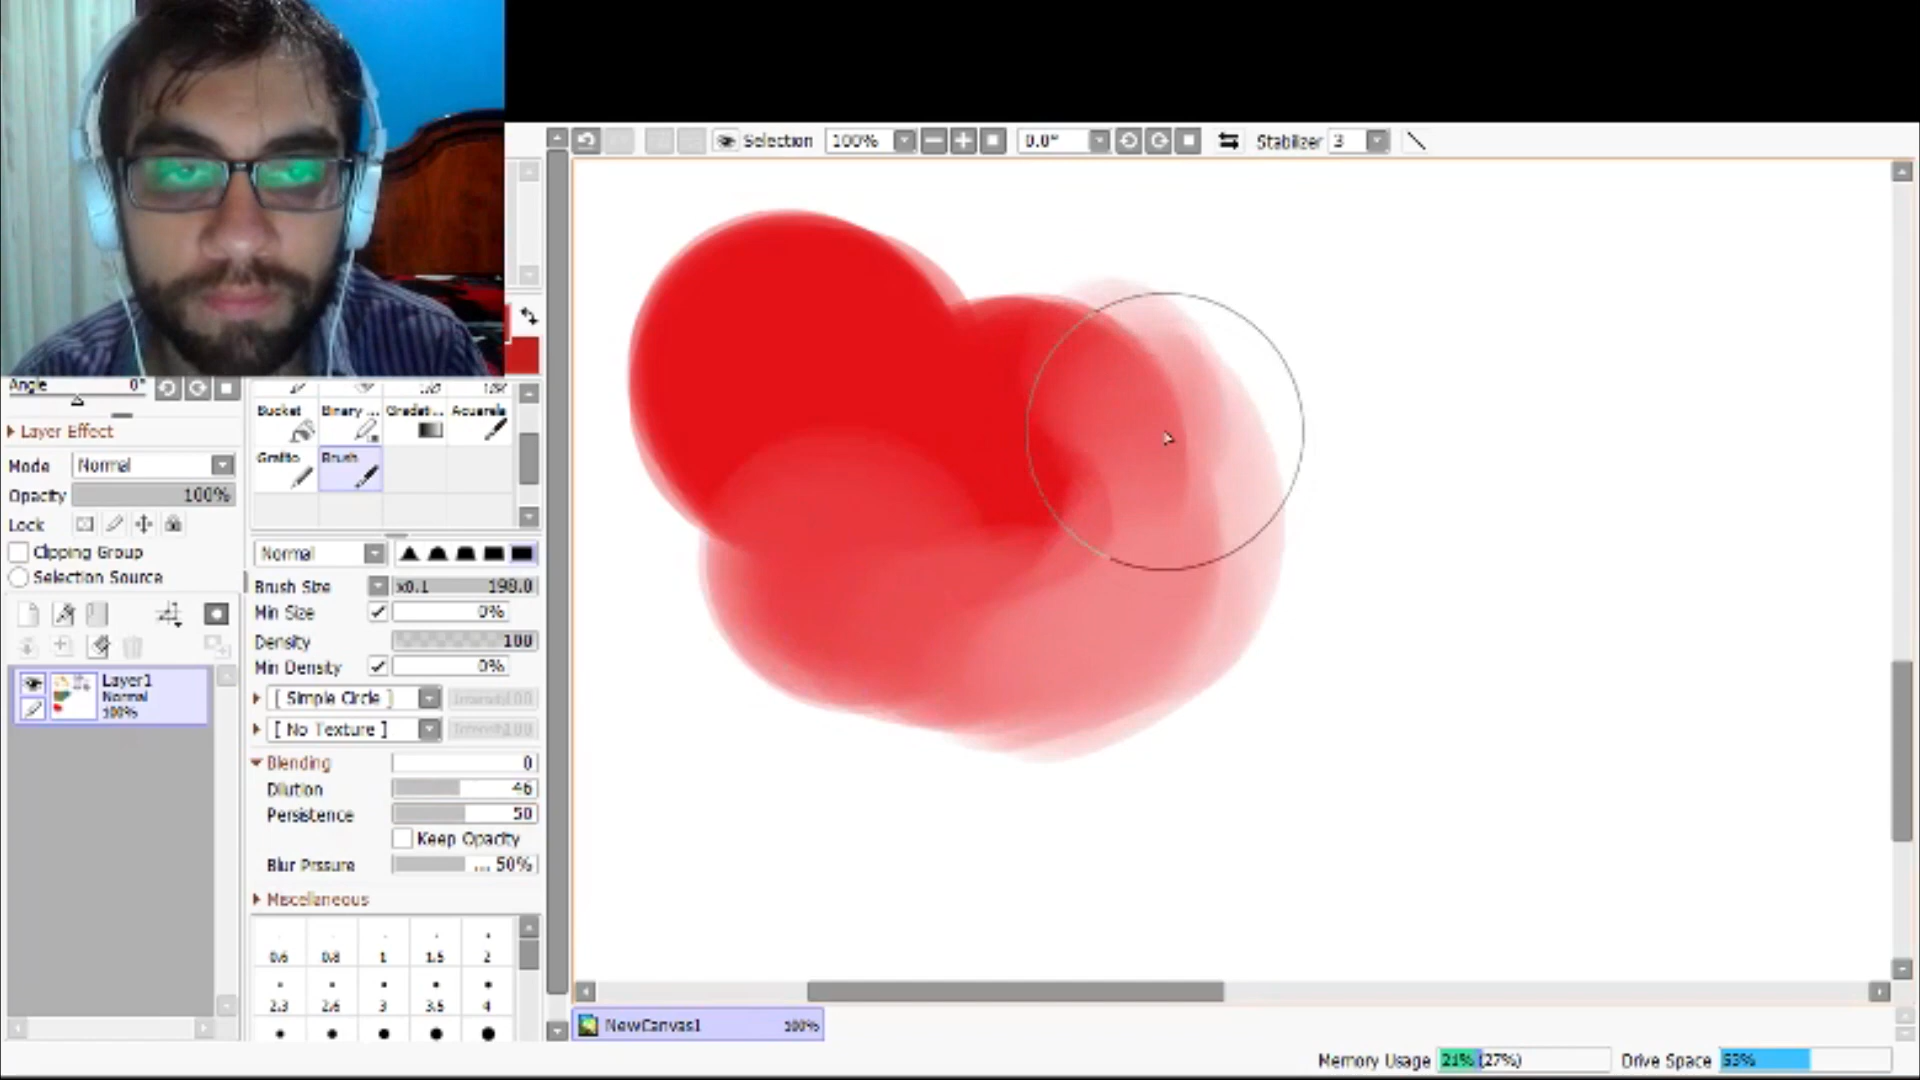 Selection 100% 0.0° Stabilizer 3
Angle 0°
Layer Effect
Mode Normal
Opacity 100%
Lock
Clipping Group
Selection Source
Layer1
Normal
100%
Bucket Binary ... Gradat... Acuarela
Grafito Brush
Normal
Brush Size x0.1 198.0
Min Size 0%
Density 100
Min Density 0%
[ Simple Circle ]
[ No Texture ]
Blending 0
Dilution 46
Persistence 50
Keep Opacity
Blur Prssure ... 50%
Miscellaneous
0.6 0.8 1 1.5 2
2.3 2.6 3 3.5 4
NewCanvas1 100%
Memory Usage 21% (27%) Drive Space 53%